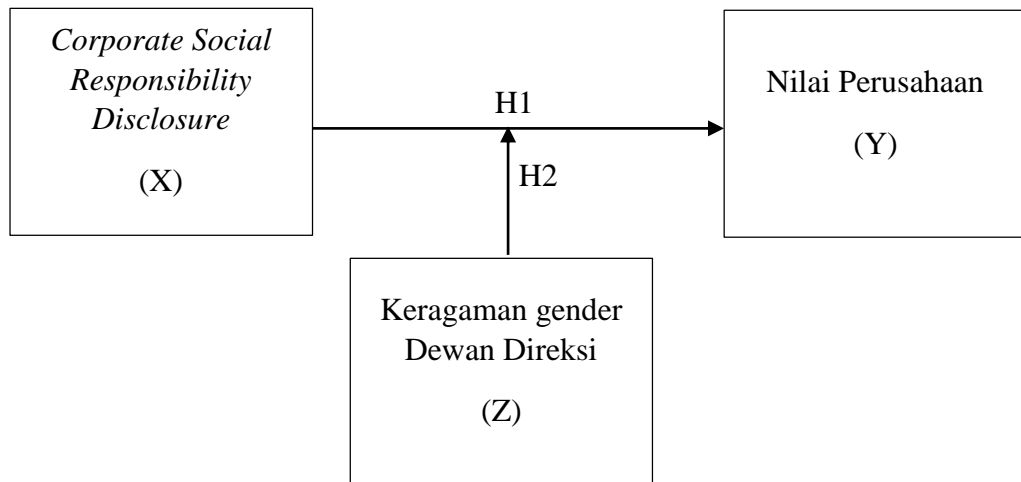 Corporate Social
Responsibility
Disclosure
(X)
H1
Nilai Perusahaan
(Y)
H2
Keragaman gender
Dewan Direksi
(Z)